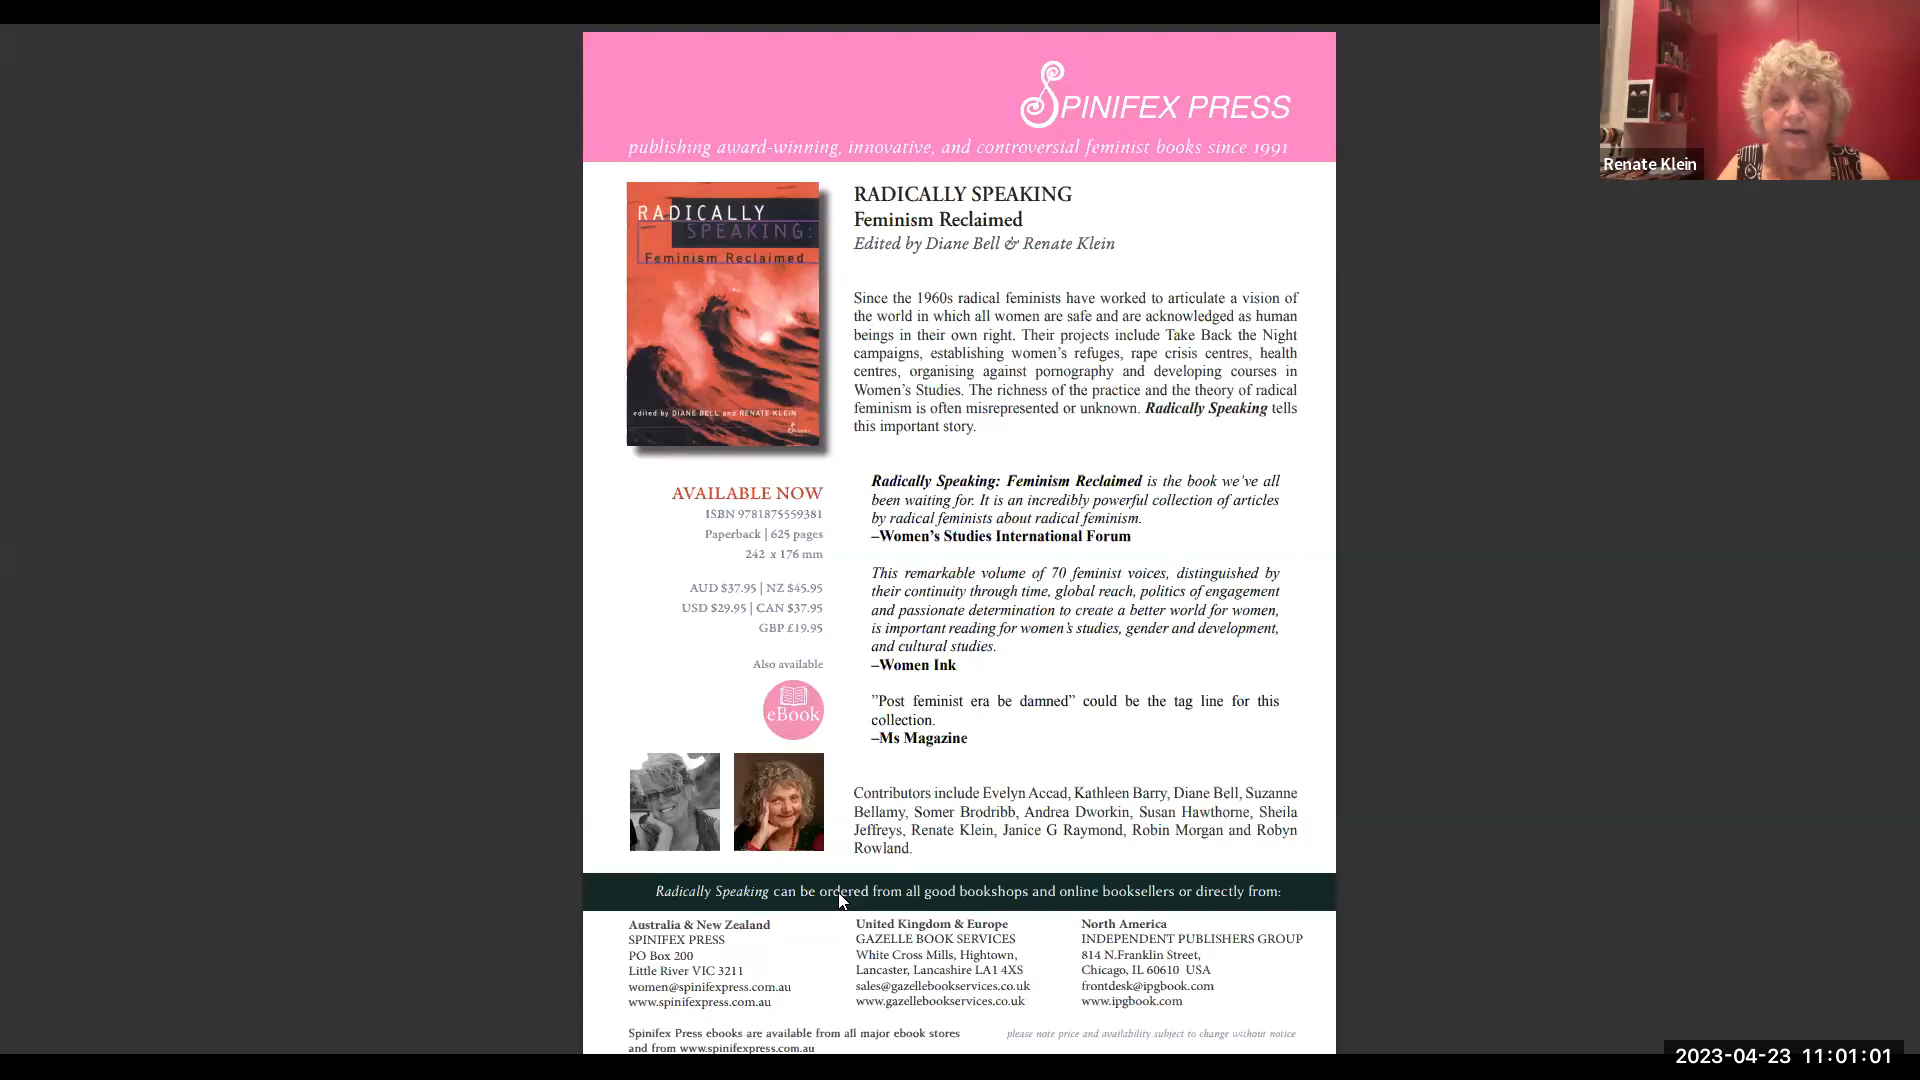 SPINIFEX PRESS
publishing award-winning, innovative, and controversial feminist books since 1991
Renate Klein
RADICALLY
SPEAKING:
Feminism Reclaimed
edited by DIANE BELL and RENATE KLEIN
RADICALLY SPEAKING
Feminism Reclaimed
Edited by Diane Bell & Renate Klein
Since the 1960s radical feminists have worked to articulate a vision of
the world in which all women are safe and are acknowledged as human
beings in their own right. Their projects include Take Back the Night
campaigns, establishing women's refuges, rape crisis centres, health
centres, organising against pornography and developing courses in
Women's Studies. The richness of the practice and the theory of radical
feminism is often misrepresented or unknown. Radically Speaking tells
this important story.
AVAILABLE NOW
ISBN 9781875559381
Paperback | 625 pages
242 x 176 mm
AUD $37.95 | NZ $45.95
USD $29.95 | CAN $37.95
GBP £19.95
Also available
eBook
Radically Speaking: Feminism Reclaimed is the book we've all
been waiting for. It is an incredibly powerful collection of articles
by radical feminists about radical feminism.
–Women's Studies International Forum
This remarkable volume of 70 feminist voices, distinguished by
their continuity through time, global reach, politics of engagement
and passionate determination to create a better world for women,
is important reading for women's studies, gender and development,
and cultural studies.
–Women Ink
”Post feminist era be damned” could be the tag line for this
collection.
–Ms Magazine
Contributors include Evelyn Accad, Kathleen Barry, Diane Bell, Suzanne
Bellamy, Somer Brodribb, Andrea Dworkin, Susan Hawthorne, Sheila
Jeffreys, Renate Klein, Janice G Raymond, Robin Morgan and Robyn
Rowland.
Radically Speaking can be ordered from all good bookshops and online booksellers or directly from:
Australia & New Zealand
SPINIFEX PRESS
PO Box 200
Little River VIC 3211
women@spinifexpress.com.au
www.spinifexpress.com.au
United Kingdom & Europe
GAZELLE BOOK SERVICES
White Cross Mills, Hightown,
Lancaster, Lancashire LA1 4XS
sales@gazellebookservices.co.uk
www.gazellebookservices.co.uk
North America
INDEPENDENT PUBLISHERS GROUP
814 N.Franklin Street,
Chicago, IL 60610 USA
frontdesk@ipgbook.com
www.ipgbook.com
Spinifex Press ebooks are available from all major ebook stores
and from www.spinifexpress.com.au
please note price and availability subject to change without notice
2023-04-23 11:01:01